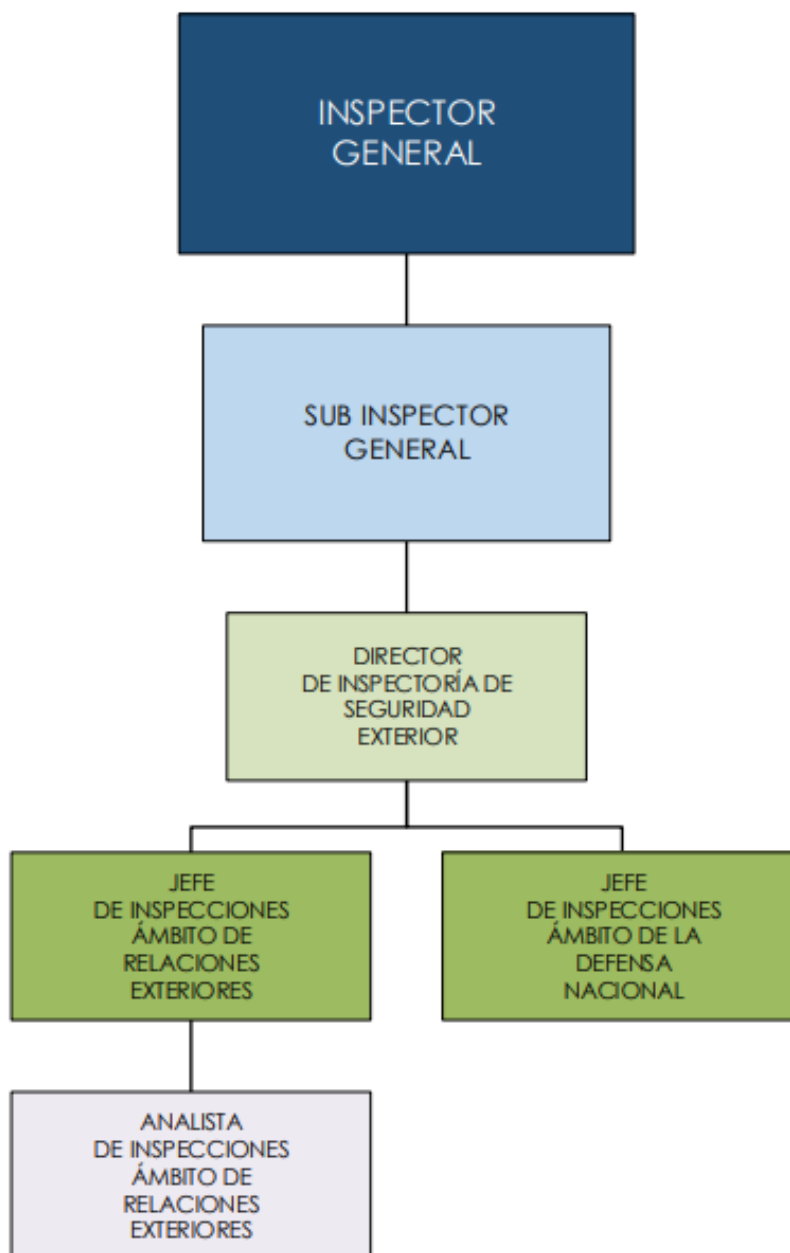 INSPECTOR
GENERAL
SUB INSPECTOR
GENERAL
DIRECTOR
DE INSPECTORÍA DE
SEGURIDAD
EXTERIOR
JEFE
DE INSPECCIONES
ÁMBITO DE
RELACIONES
EXTERIORES
JEFE
DE INSPECCIONES
ÁMBITO DE LA
DEFENSA
NACIONAL
ANALISTA
DE INSPECCIONES
ÁMBITO DE
RELACIONES
EXTERIORES